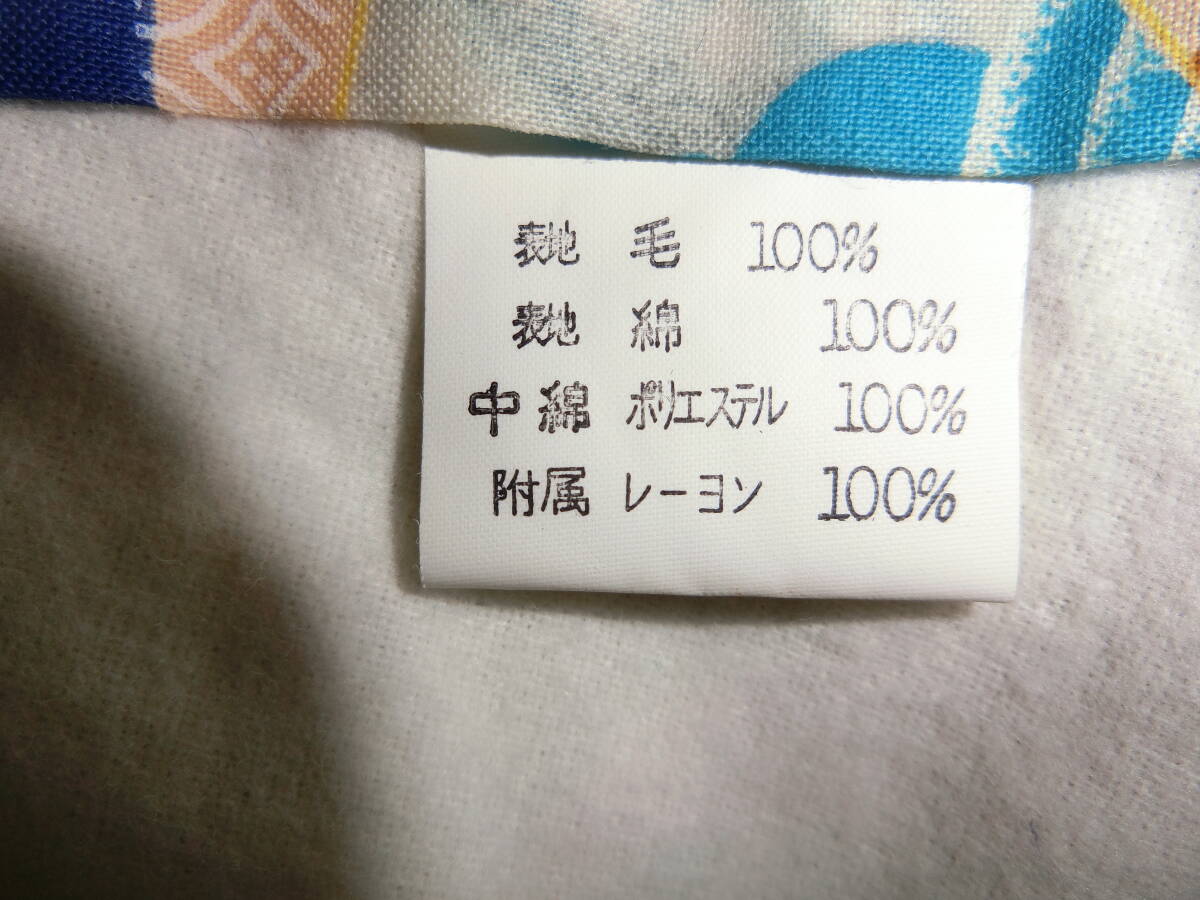 表地 毛 100%
表地 綿 100%
中綿 ポリエステル 100%
附属 レーヨン 100%